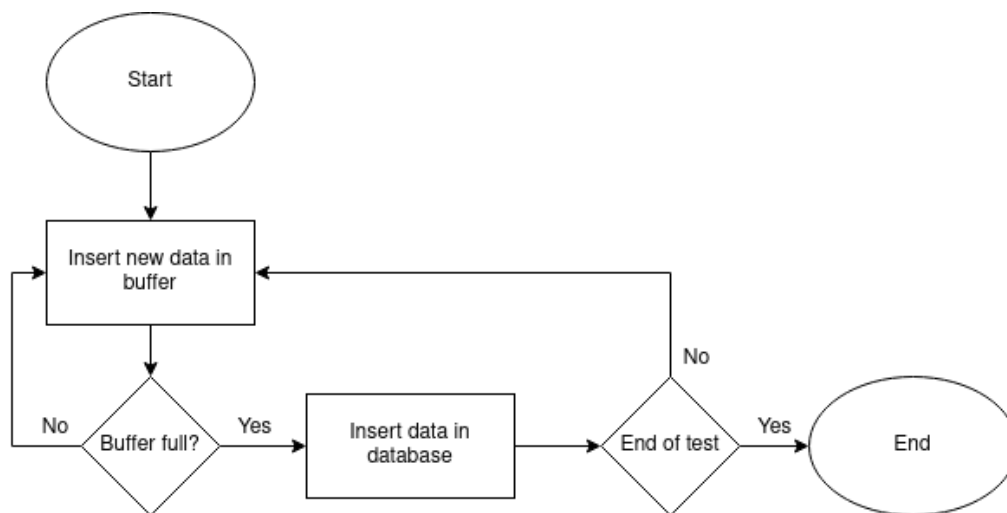 Start
Insert new data in
buffer
No
No
Buffer full?
Yes
Insert data in
database
End of test
Yes
End